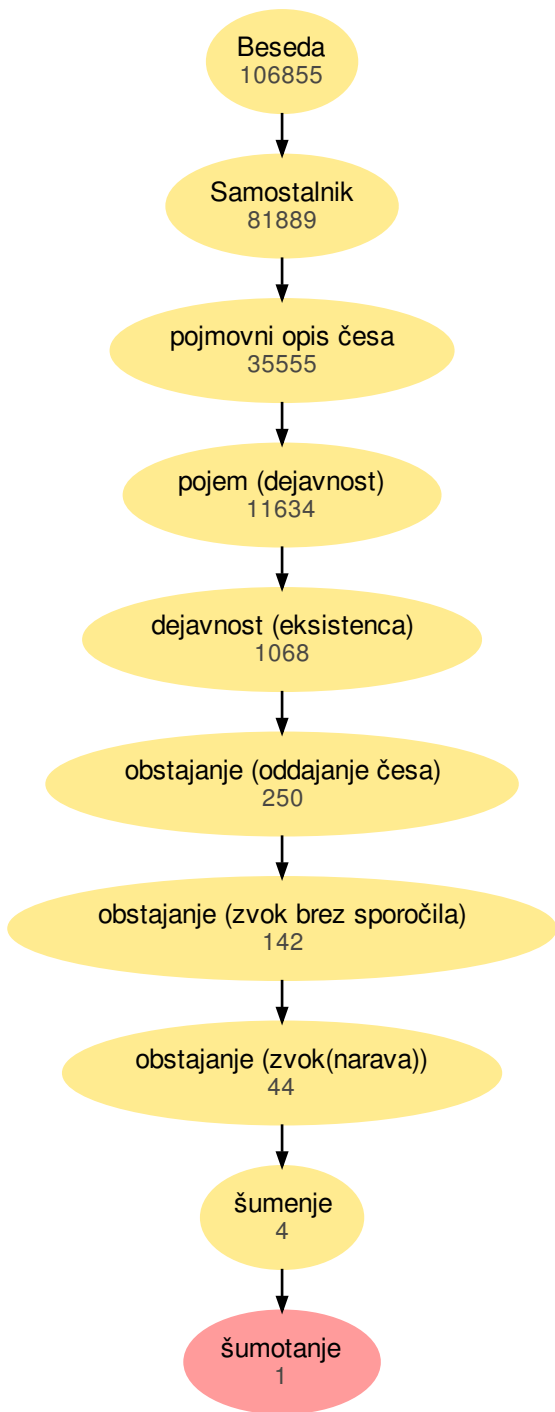 Beseda
106855
Samostalnik
81889
pojmovni opis česa
35555
pojem (dejavnost)
11634
dejavnost (eksistenca)
1068
obstajanje (oddajanje česa)
250
obstajanje (zvok brez sporočila)
142
obstajanje (zvok(narava))
44
šumenje
4
šumotanje
1